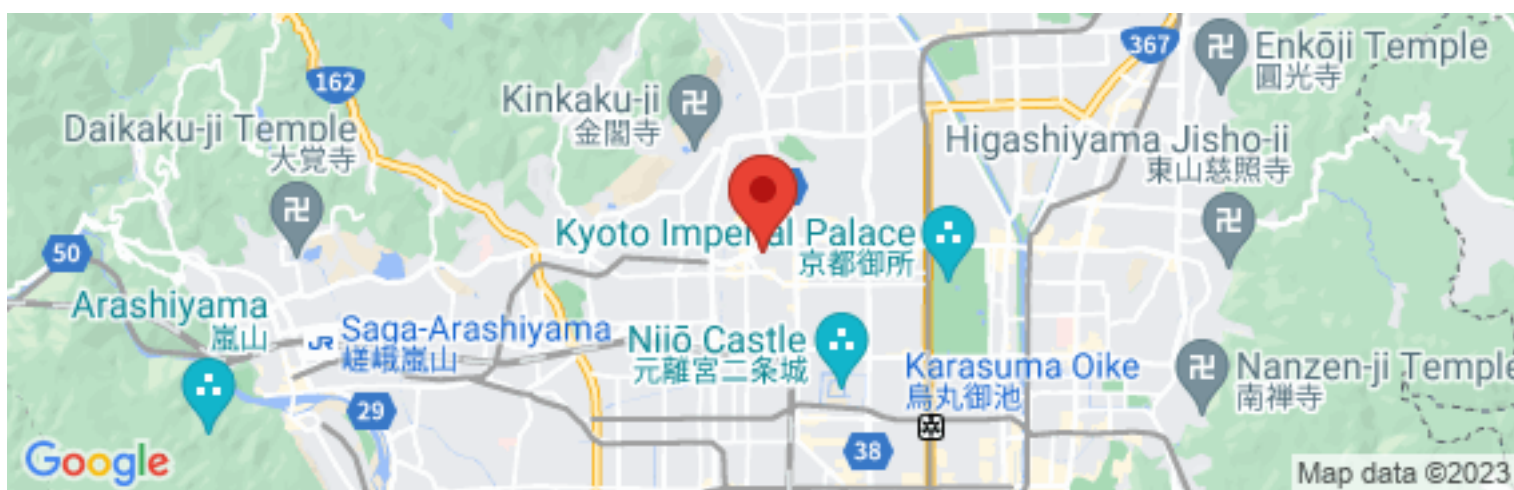 162
367
Enkōji Temple
圓光寺
Kinkaku-ji
金閣寺
Daikaku-ji Temple
大覚寺
Higashiyama Jisho-ji
東山慈照寺
Kyoto Imperial Palace
京都御所
50
Arashiyama
嵐山
JR Saga-Arashiyama
嵯峨嵐山
Nijō Castle
元離宮二条城
Karasuma Oike
烏丸御池
Nanzen-ji Temple
南禅寺
29
38
Google
Map data ©2023